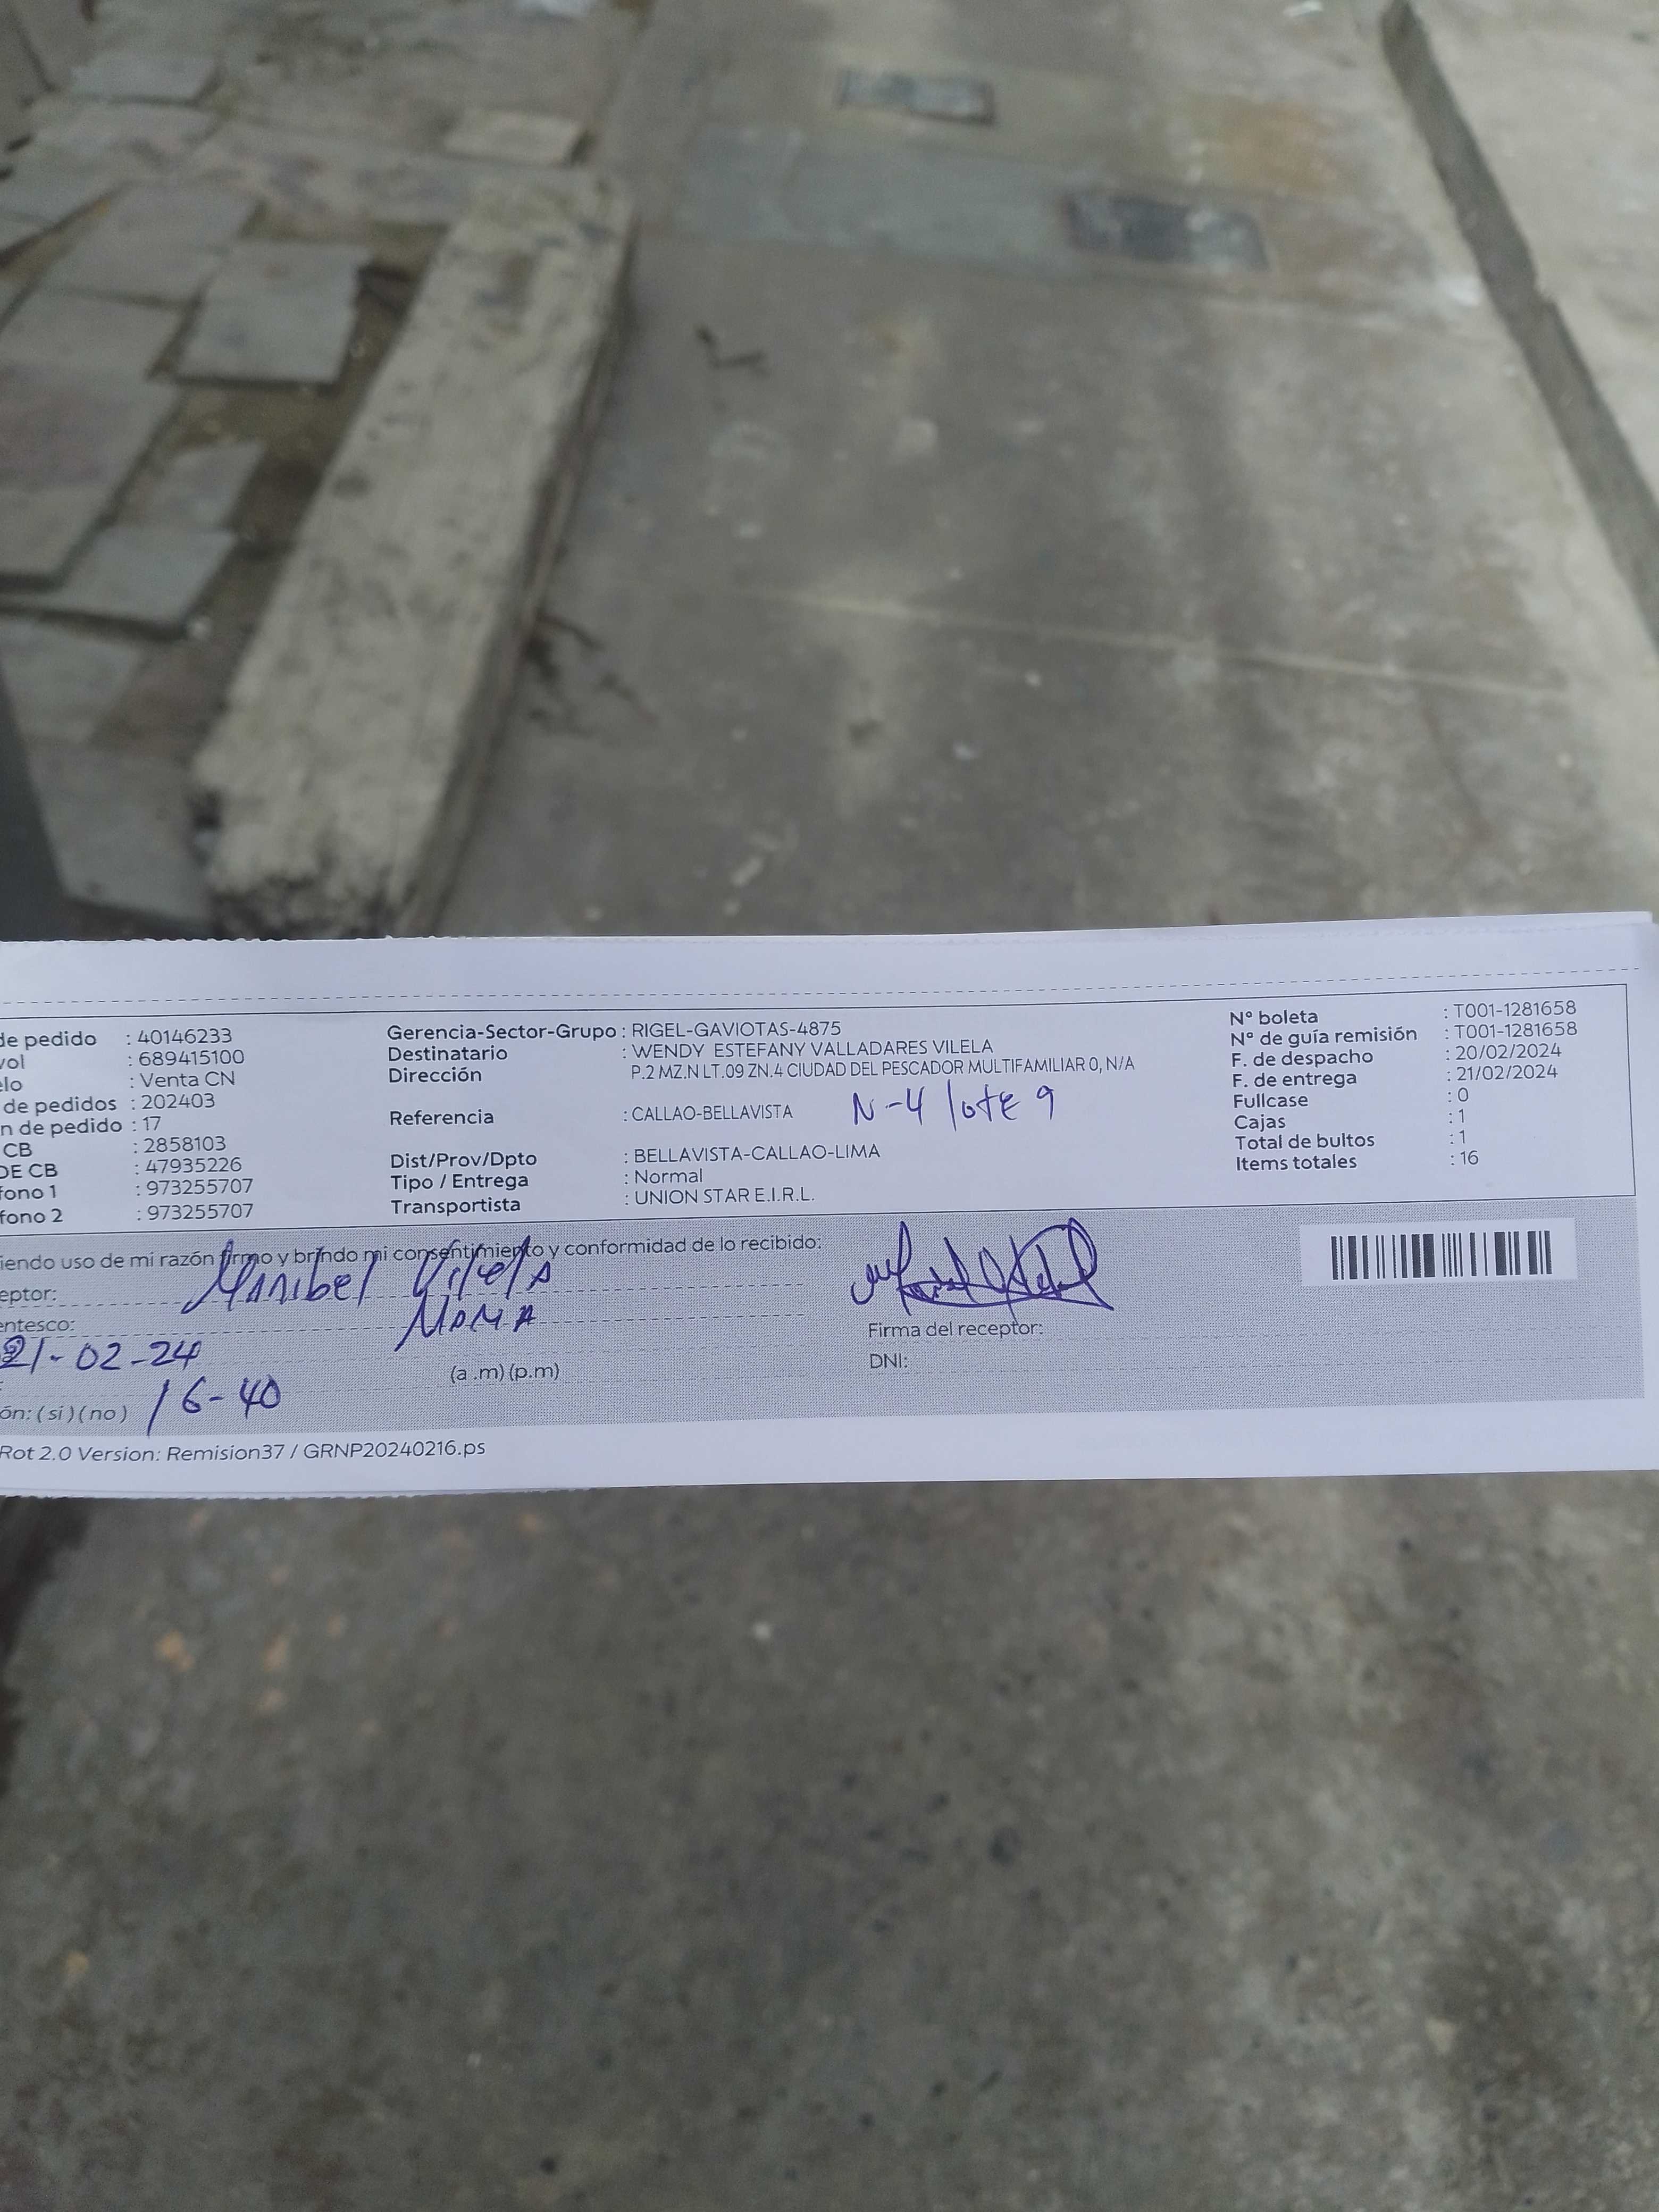 de pedido : 40146233
vol : 689415100
elo : Venta CN
de pedidos : 202403
n de pedido : 17
CB : 2858103
DE CB : 47935226
fono 1 : 973255707
fono 2 : 973255707
Gerencia-Sector-Grupo : RIGEL-GAVIOTAS-4875
Destinatario : WENDY ESTEFANY VALLADARES VILELA
Dirección P.2 MZ.N LT.09 ZN.4 CIUDAD DEL PESCADOR MULTIFAMILIAR 0, N/A
Referencia : CALLAO-BELLAVISTA N-4 lote 9
Dist/Prov/Dpto : BELLAVISTA-CALLAO-LIMA
Tipo / Entrega : Normal
Transportista : UNION STAR E.I.R.L.
N° boleta : T001-1281658
N° de guía remisión : T001-1281658
F. de despacho : 20/02/2024
F. de entrega : 21/02/2024
Fullcase : 0
Cajas : 1
Total de bultos : 1
Items totales : 16
iendo uso de mi razón firmo y brindo mi consentimiento y conformidad de lo recibido:
eptor: Maribel Vilela
entesco: MAMA
21-02-24
(a .m) (p.m)
ón: (si) (no) 16-40
Firma del receptor:
DNI:
Rot 2.0 Version: Remision37 / GRNP20240216.ps